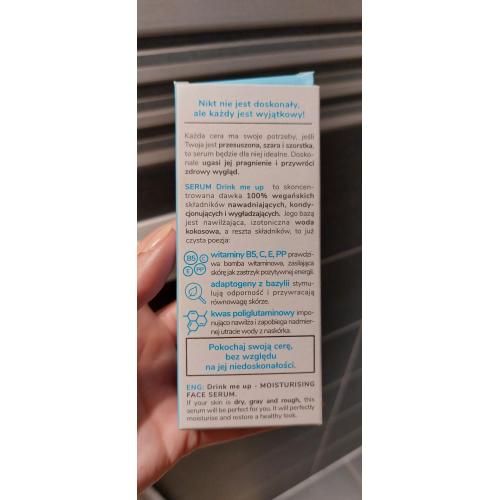 Nikt nie jest doskonały,
ale każdy jest wyjątkowy!
Każda cera ma swoje potrzeby, jeśli
Twoja jest przesuszona, szara i szorstka,
to serum będzie dla niej idealne. Dosko-
nale ugasi jej pragnienie i przywróci
zdrowy wygląd.
SERUM Drink me up to skoncen-
trowana dawka 100% wegańskich
składników nawadniających, kondy-
cjonujących i wygładzających. Jego bazą
jest nawilżająca, izotoniczna woda
kokosowa, a reszta składników, to już
czysta poezja:
B5 C E PP
witaminy B5, C, E, PP prawdzi-
wa bomba witaminowa, zasilająca
skórę jak zastrzyk pozytywnej energii.
adaptogeny z bazylii stymu-
lują odporność i przywracają
równowagę skórze.
kwas poliglutaminowy impo-
nująco nawilża i zapobiega nadmier-
nej utracie wody z naskórka.
Pokochaj swoją cerę,
bez względu
na jej niedoskonałości.
ENG: Drink me up - MOISTURISING
FACE SERUM.
If your skin is dry, gray and rough, this
serum will be perfect for you. It will perfectly
moisturise and restore a healthy look.